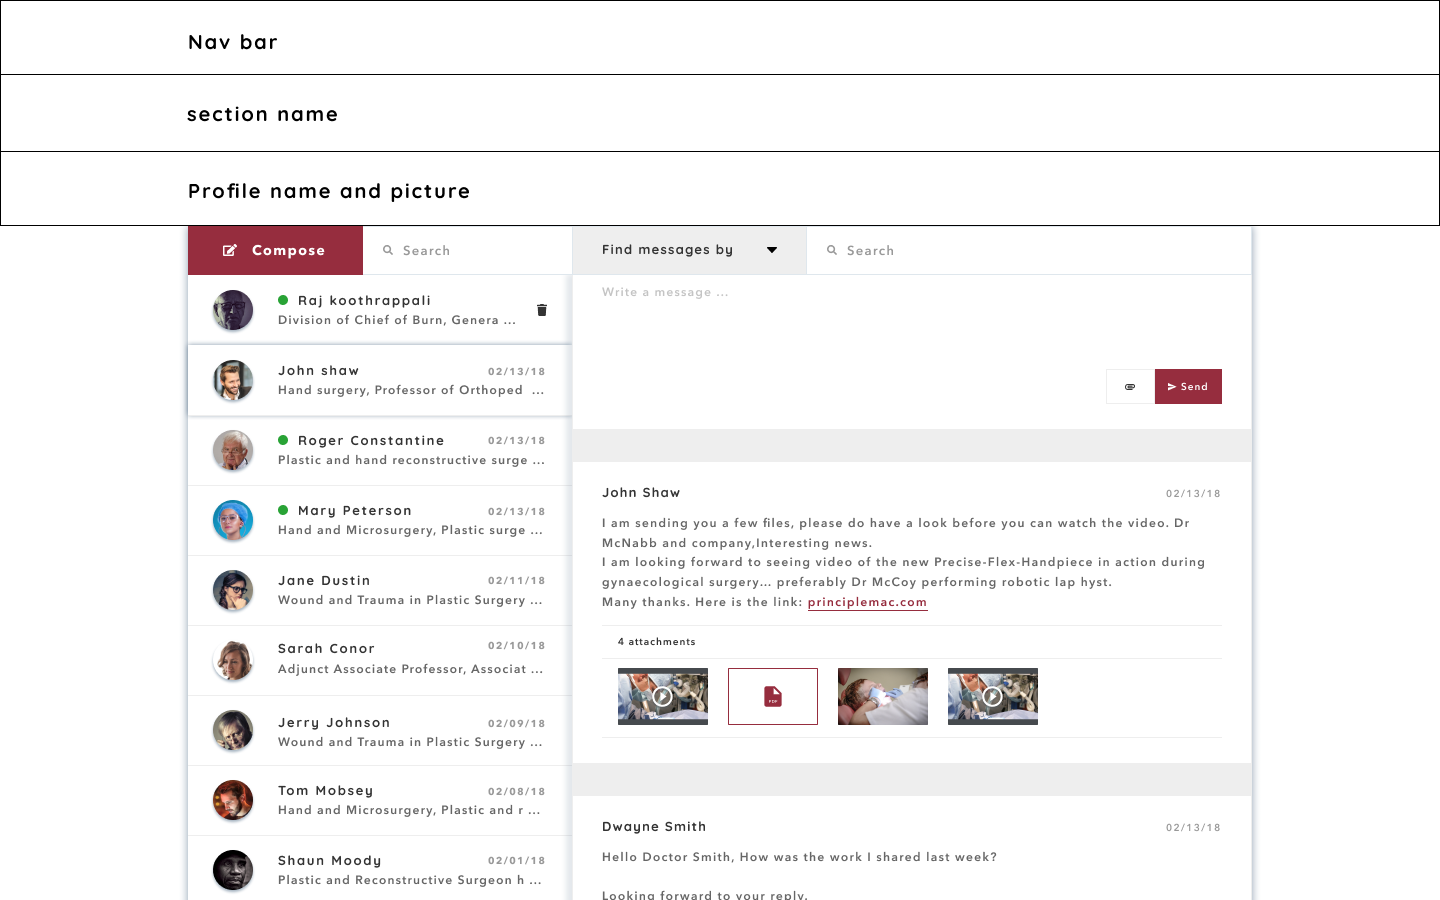 Nav bar
section name
Profile name and picture
Compose
Search
Find messages by
Search
Raj koothrappali
Division of Chief of Burn, Genera ...
John shaw
02/13/18
Hand surgery, Professor of Orthoped ...
Roger Constantine
02/13/18
Plastic and hand reconstructive surge ...
Mary Peterson
02/13/18
Hand and Microsurgery, Plastic surge ...
Jane Dustin
02/11/18
Wound and Trauma in Plastic Surgery ...
Sarah Conor
02/10/18
Adjunct Associate Professor, Associat ...
Jerry Johnson
02/09/18
Wound and Trauma in Plastic Surgery ...
Tom Mobsey
02/08/18
Hand and Microsurgery, Plastic and r ...
Shaun Moody
02/01/18
Plastic and Reconstructive Surgeon h ...
Write a message ...
Send
John Shaw
02/13/18
I am sending you a few files, please do have a look before you can watch the video. Dr
McNabb and company,Interesting news.
I am looking forward to seeing video of the new Precise-Flex-Handpiece in action during
gynaecological surgery... preferably Dr McCoy performing robotic lap hyst.
Many thanks. Here is the link: principlemac.com
4 attachments
PDF
Dwayne Smith
02/13/18
Hello Doctor Smith, How was the work I shared last week?
Looking forward to your reply.